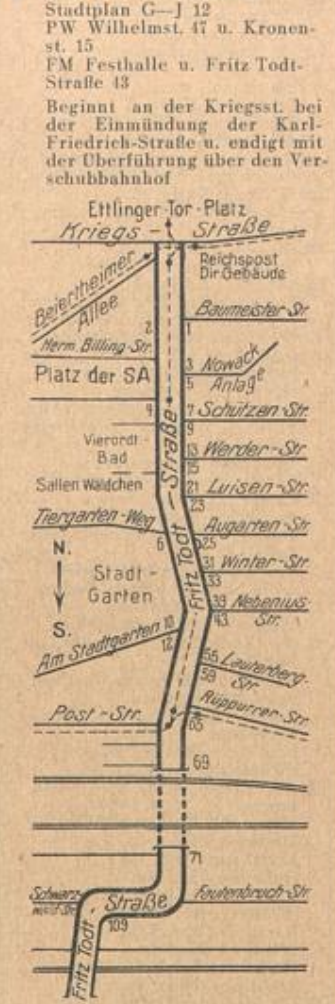 Stadtplan G—J 12
PW Wilhelmst. 47 u. Kronen-
st. 15
FM Festhalle u. Fritz Todt-
Straße 43
Beginnt an der Kriegsst. bei
der Einmündung der Karl-
Friedrich-Straße u. endigt mit
der Überführung über den Ver-
schubbahnhof
Ettlinger-Tor-Platz
Kriegs - Straße
Beiertheimer
Allee
Reichspost
Dir. Gebäude
Baumeister Str.
2
1
Herm. Billing-Str.
3 Nowack
5 Anlage
Platz der SA
7 Schützen-Str.
4
9
Vierordt-
Bad
13 Werder-Str.
15
Sallen Wäldchen
21 Luisen-Str.
23
Straße
Tiergarten-Weg
Augarten-Str.
6
25
N.
S.
31 Winter-Str.
33
Stadt-
Garten
Fritz Todt
39 Nebenius
43 Str.
Am Stadtgarten 10
12
55 Lauterberg-
59 Str.
Rüppurrer-Str.
Post-Str.
65
69
71
Schwarz-
wald-Str.
Straße
Fautenbruch-Str.
109
Fritz Todt -